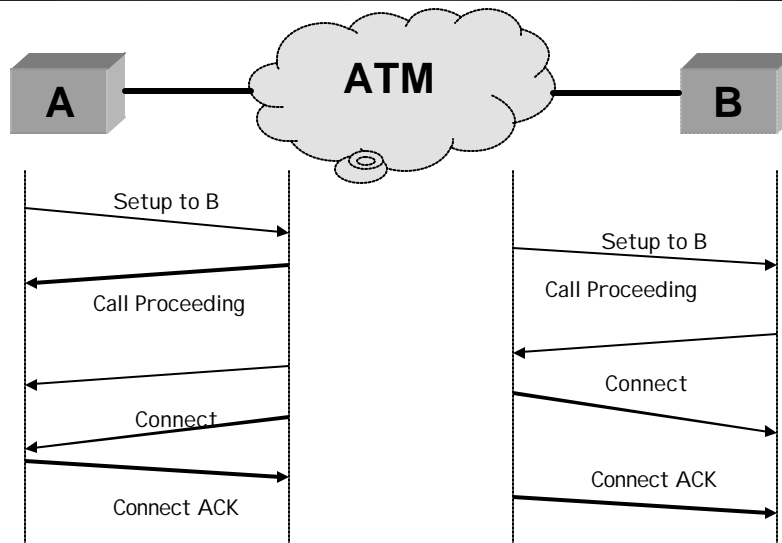 A
ATM
B
Setup to B
Setup to B
Call Proceeding
Call Proceeding
Connect
Connect
Connect ACK
Connect ACK